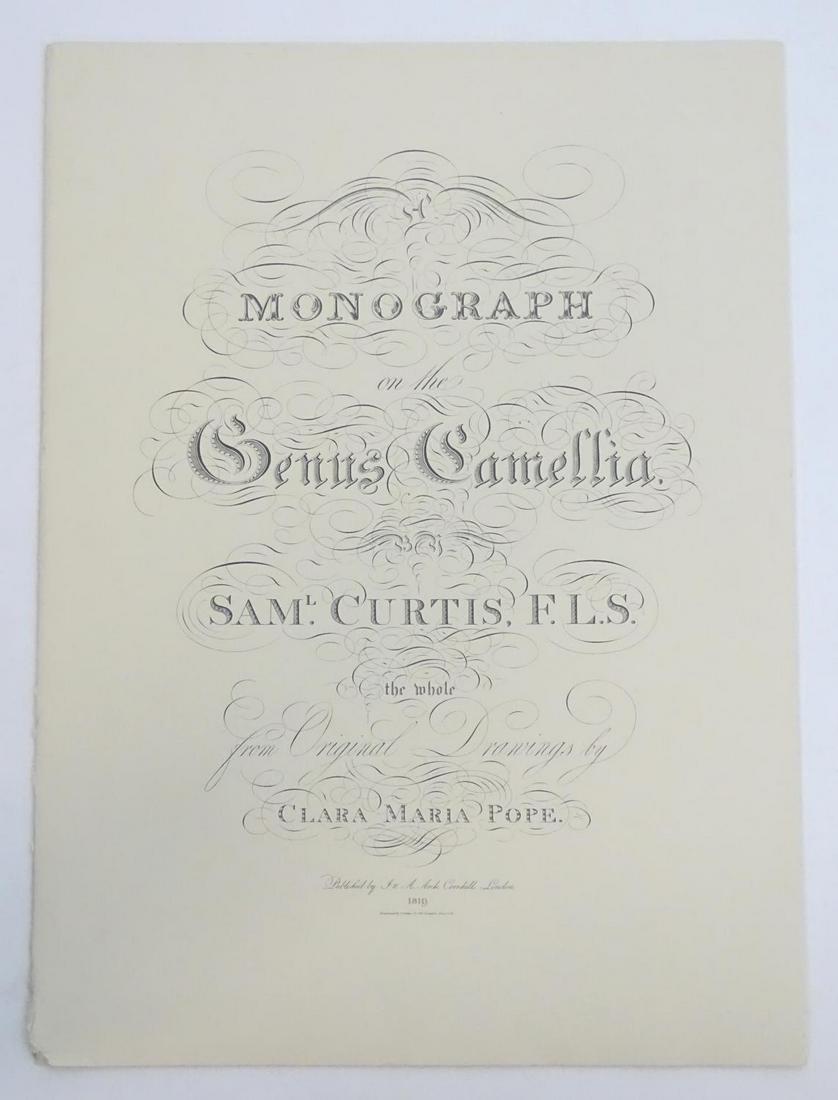 A
MONOGRAPH
on the
Genus Camellia.
By
SAML. CURTIS, F.L.S.
the whole
from Original Drawings by
CLARA MARIA POPE.
Published by J & A. Arch, Cornhill, London
1819